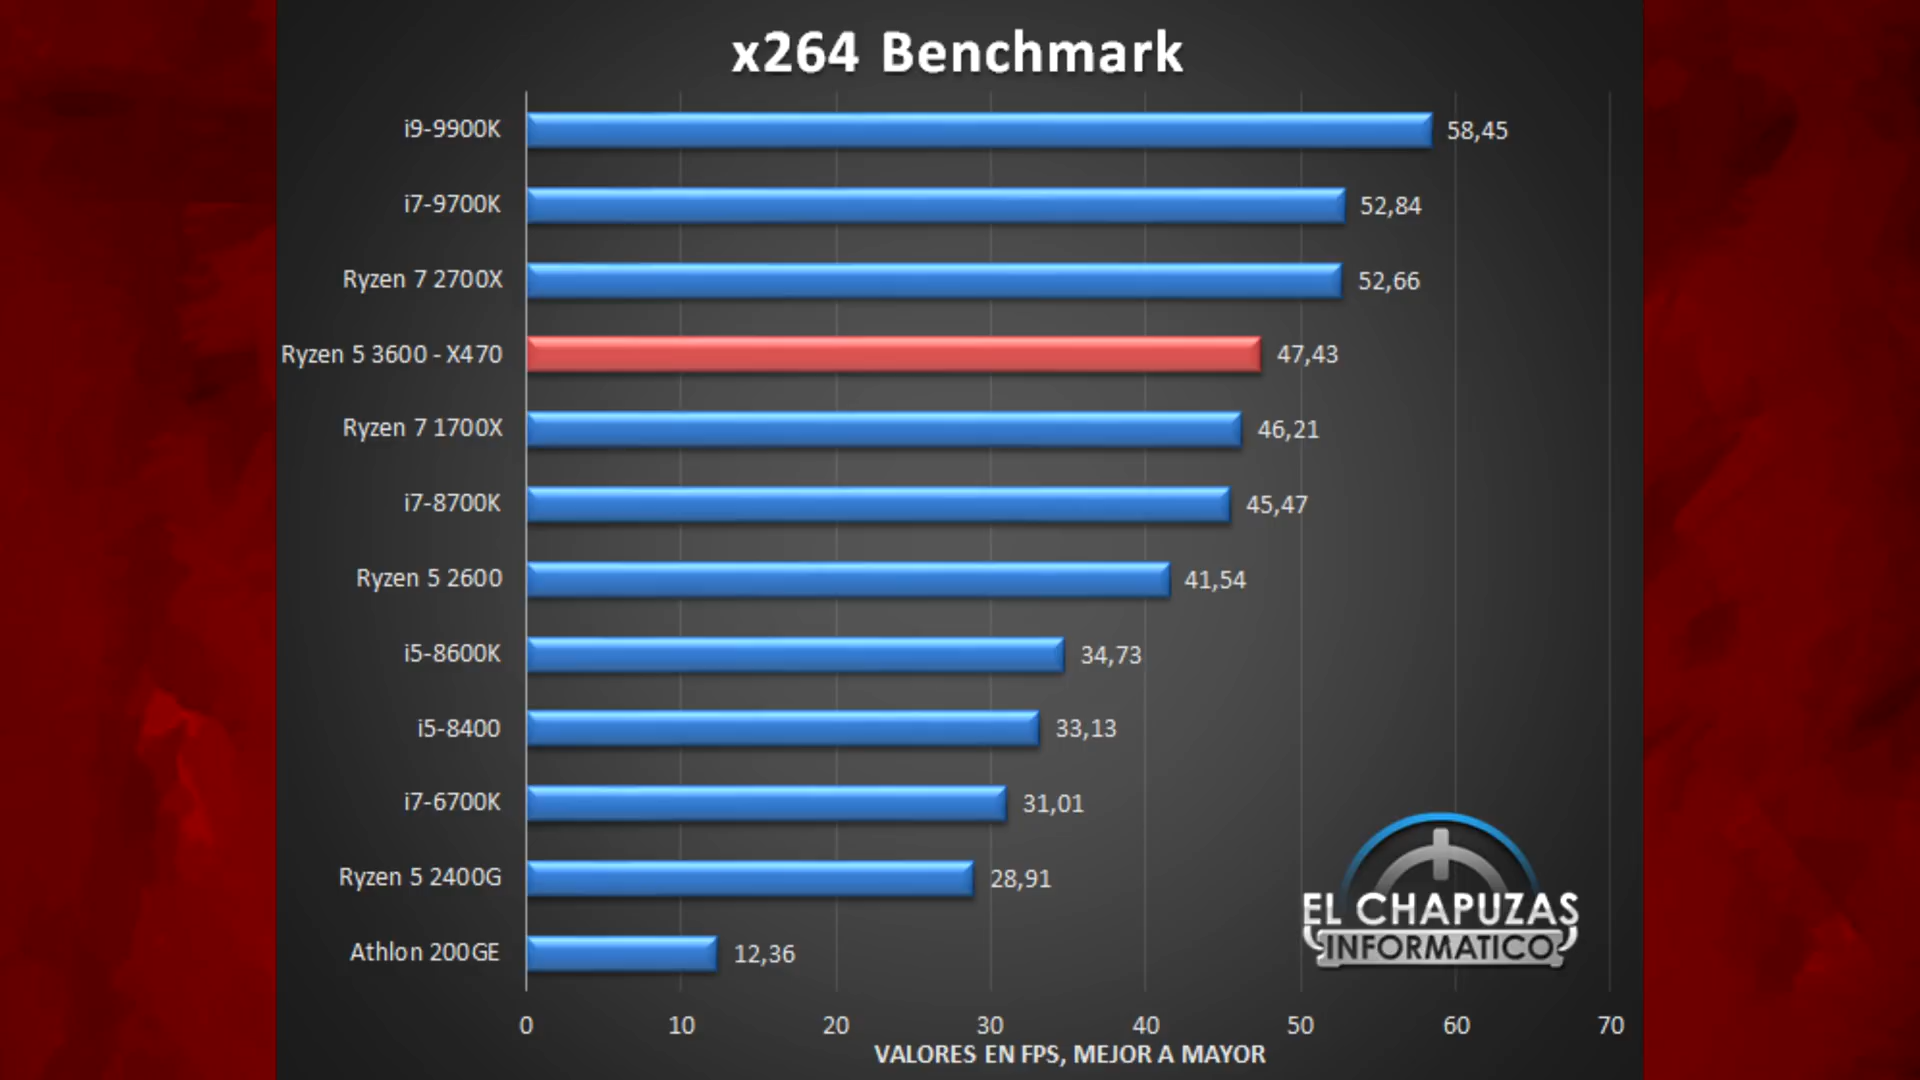 x264 Benchmark
i9-9900K 58,45
i7-9700K 52,84
Ryzen 7 2700X 52,66
Ryzen 5 3600 - X470 47,43
Ryzen 7 1700X 46,21
i7-8700K 45,47
Ryzen 5 2600 41,54
i5-8600K 34,73
i5-8400 33,13
i7-6700K 31,01
Ryzen 5 2400G 28,91
Athlon 200GE 12,36
0 10 20 30 40 50 60 70
VALORES EN FPS, MEJOR A MAYOR
EL CHAPUZAS
INFORMATICO